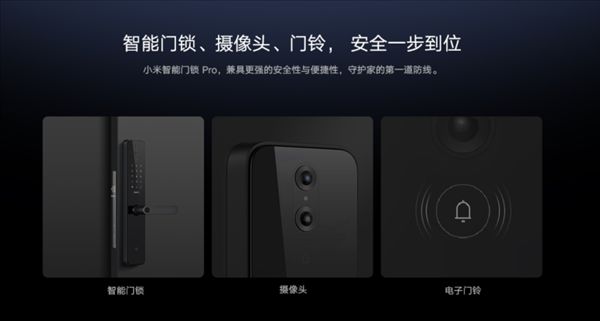 智能门锁、摄像头、门铃， 安全一步到位
小米智能门锁 Pro，兼具更强的安全性与便捷性，守护家的第一道防线。
智能门锁
摄像头
电子门铃